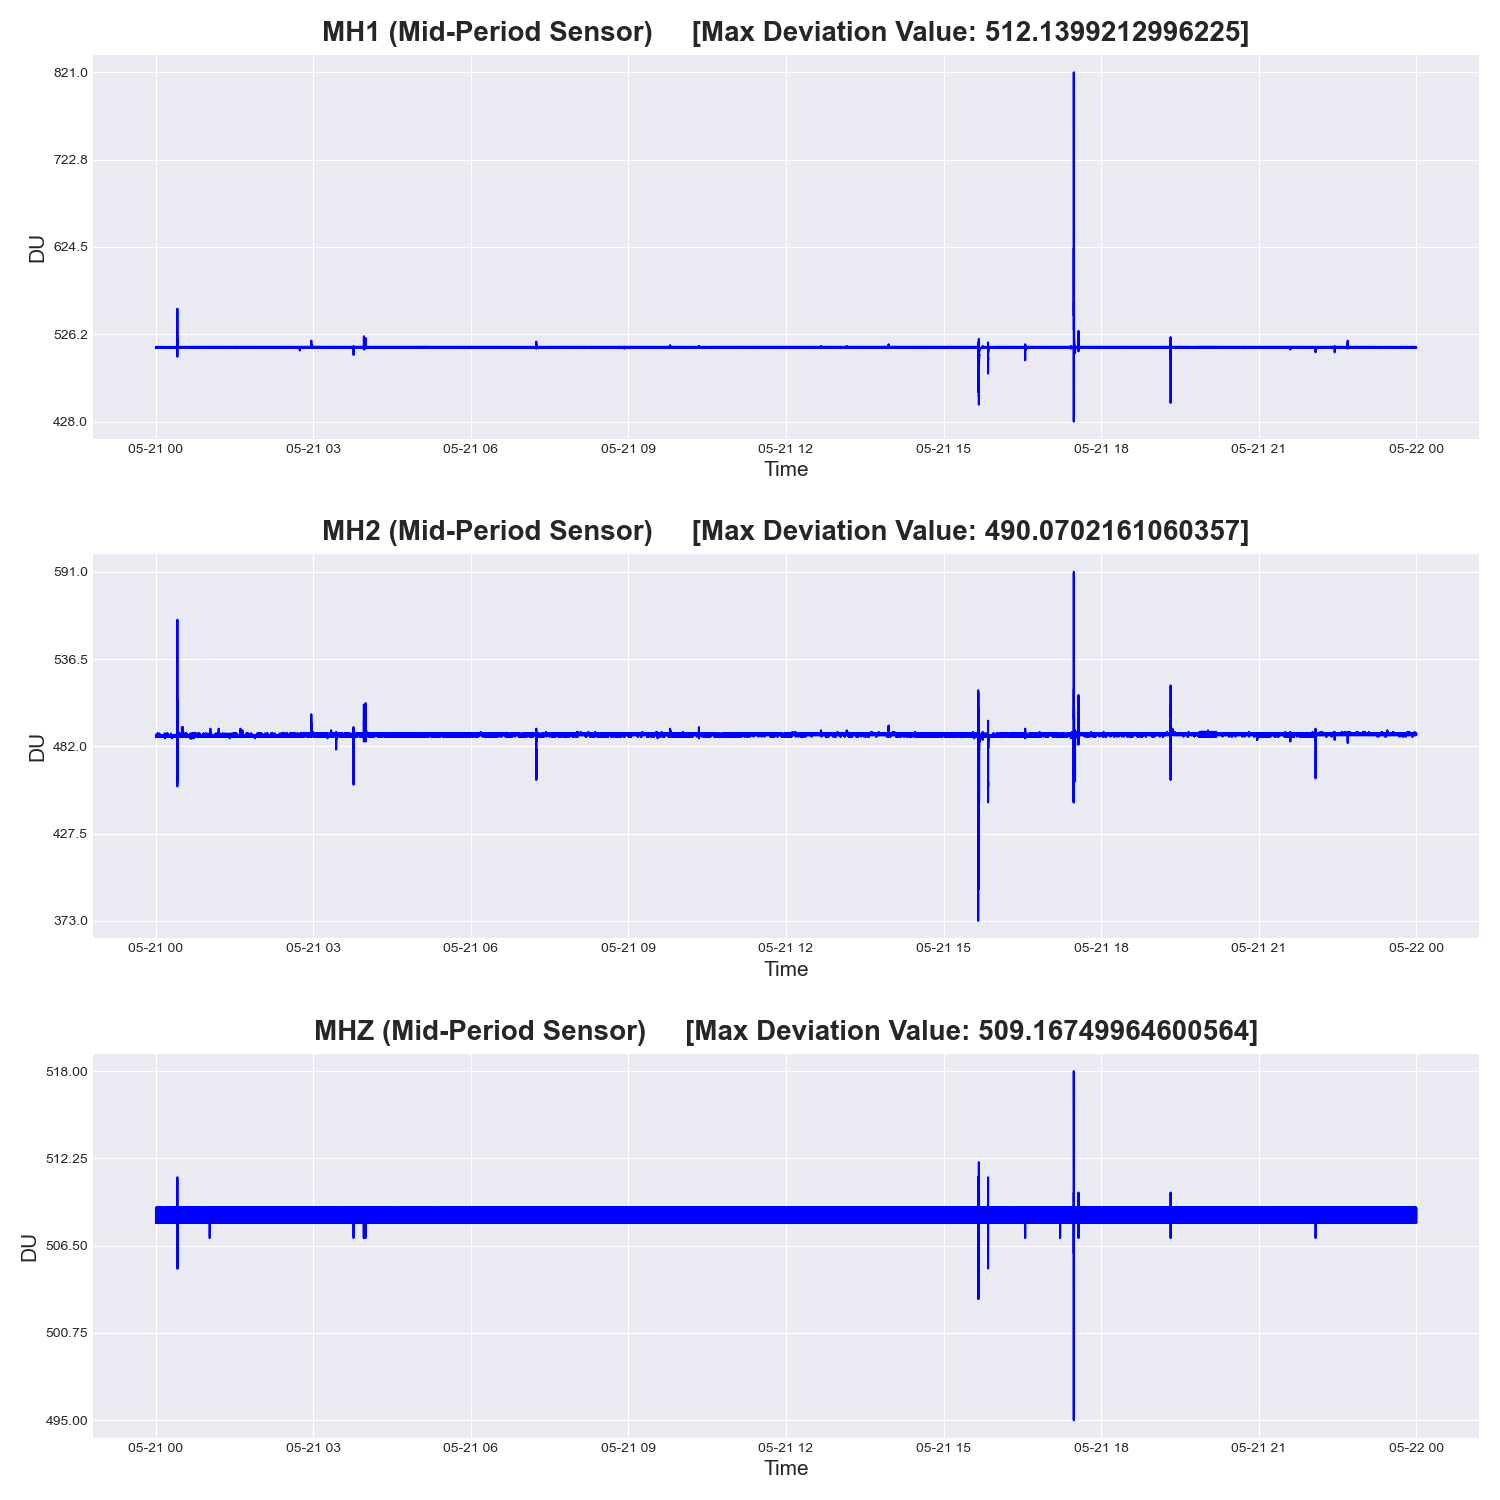 MH1 (Mid-Period Sensor) [Max Deviation Value: 512.1399212996225]
821.0
722.8
624.5
526.2
428.0
DU
05-21 00 05-21 03 05-21 06 05-21 09 05-21 12 05-21 15 05-21 18 05-21 21 05-22 00
Time
MH2 (Mid-Period Sensor) [Max Deviation Value: 490.0702161060357]
591.0
536.5
482.0
427.5
373.0
DU
05-21 00 05-21 03 05-21 06 05-21 09 05-21 12 05-21 15 05-21 18 05-21 21 05-22 00
Time
MHZ (Mid-Period Sensor) [Max Deviation Value: 509.16749964600564]
518.00
512.25
506.50
500.75
495.00
DU
05-21 00 05-21 03 05-21 06 05-21 09 05-21 12 05-21 15 05-21 18 05-21 21 05-22 00
Time